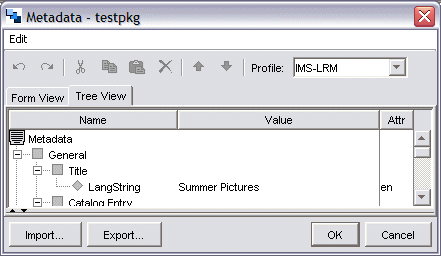 Metadata - testpkg
Edit
Profile: IMS-LRM
Form View Tree View
Name Value Attr
Metadata
General
Title
LangString Summer Pictures en
Catalog Entry
Import... Export... OK Cancel